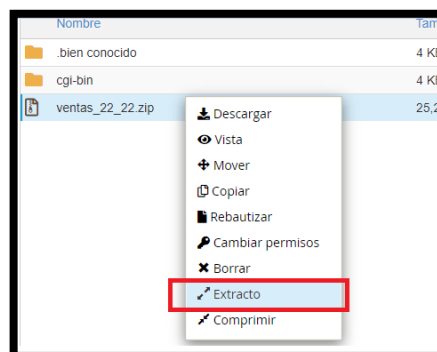 Nombre
.bien conocido
4
cgi-bin
4
ventas_22_22.zip
25,2
Descargar
Vista
Mover
Copiar
Rebautizar
Cambiar permisos
Borrar
Extracto
Comprimir